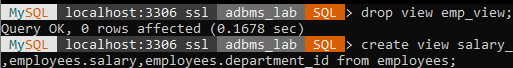 MySQL localhost:3306 ssl adbms_lab SQL > drop view emp_view;
Query OK, 0 rows affected (0.1678 sec)
MySQL localhost:3306 ssl adbms_lab SQL > create view salary_
,employees.salary,employees.department_id from employees;